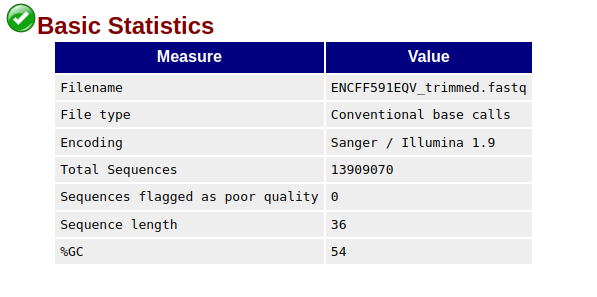 Basic Statistics
Measure Value
Filename ENCFF591EQV_trimmed.fastq
File type Conventional base calls
Encoding Sanger / Illumina 1.9
Total Sequences 13909070
Sequences flagged as poor quality 0
Sequence length 36
%GC 54